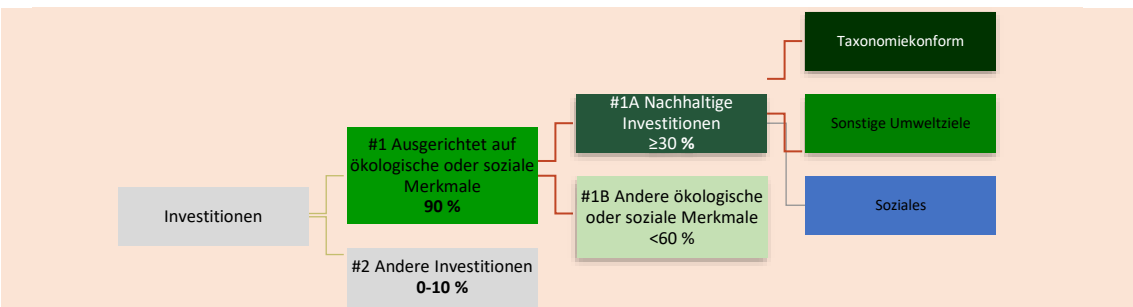 Investitionen
#1 Ausgerichtet auf
ökologische oder soziale
Merkmale
90 %
#2 Andere Investitionen
0-10 %
#1A Nachhaltige
Investitionen
≥30 %
#1B Andere ökologische
oder soziale Merkmale
<60 %
Taxonomiekonform
Sonstige Umweltziele
Soziales